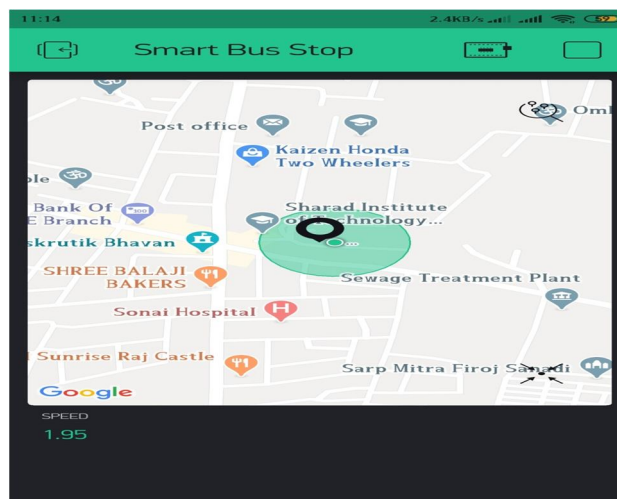 11:14
2.4KB/s
59
Smart Bus Stop
Post office
Kaizen Honda
Two Wheelers
ole
Bank Of
E Branch
Sharad Institute
of Technology...
skrutik Bhavan
SHREE BALAJI
BAKERS
Sewage Treatment Plant
Sonai Hospital
Sunrise Raj Castle
Sarp Mitra Firoj Sanadi
Google
SPEED
1.95